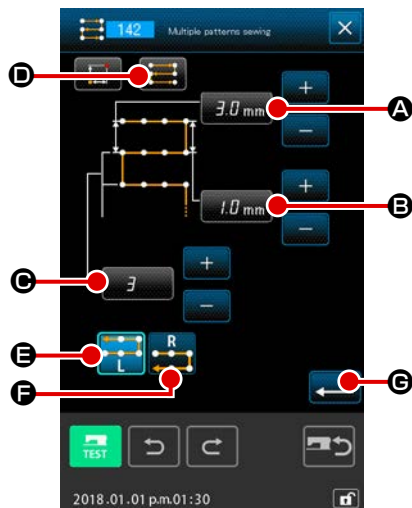 142 Multiple patterns sewing
D
A
3.0 mm
B
1.0 mm
C
3
E
L
R
F
G
TEST
2018.01.01 p.m.01:30